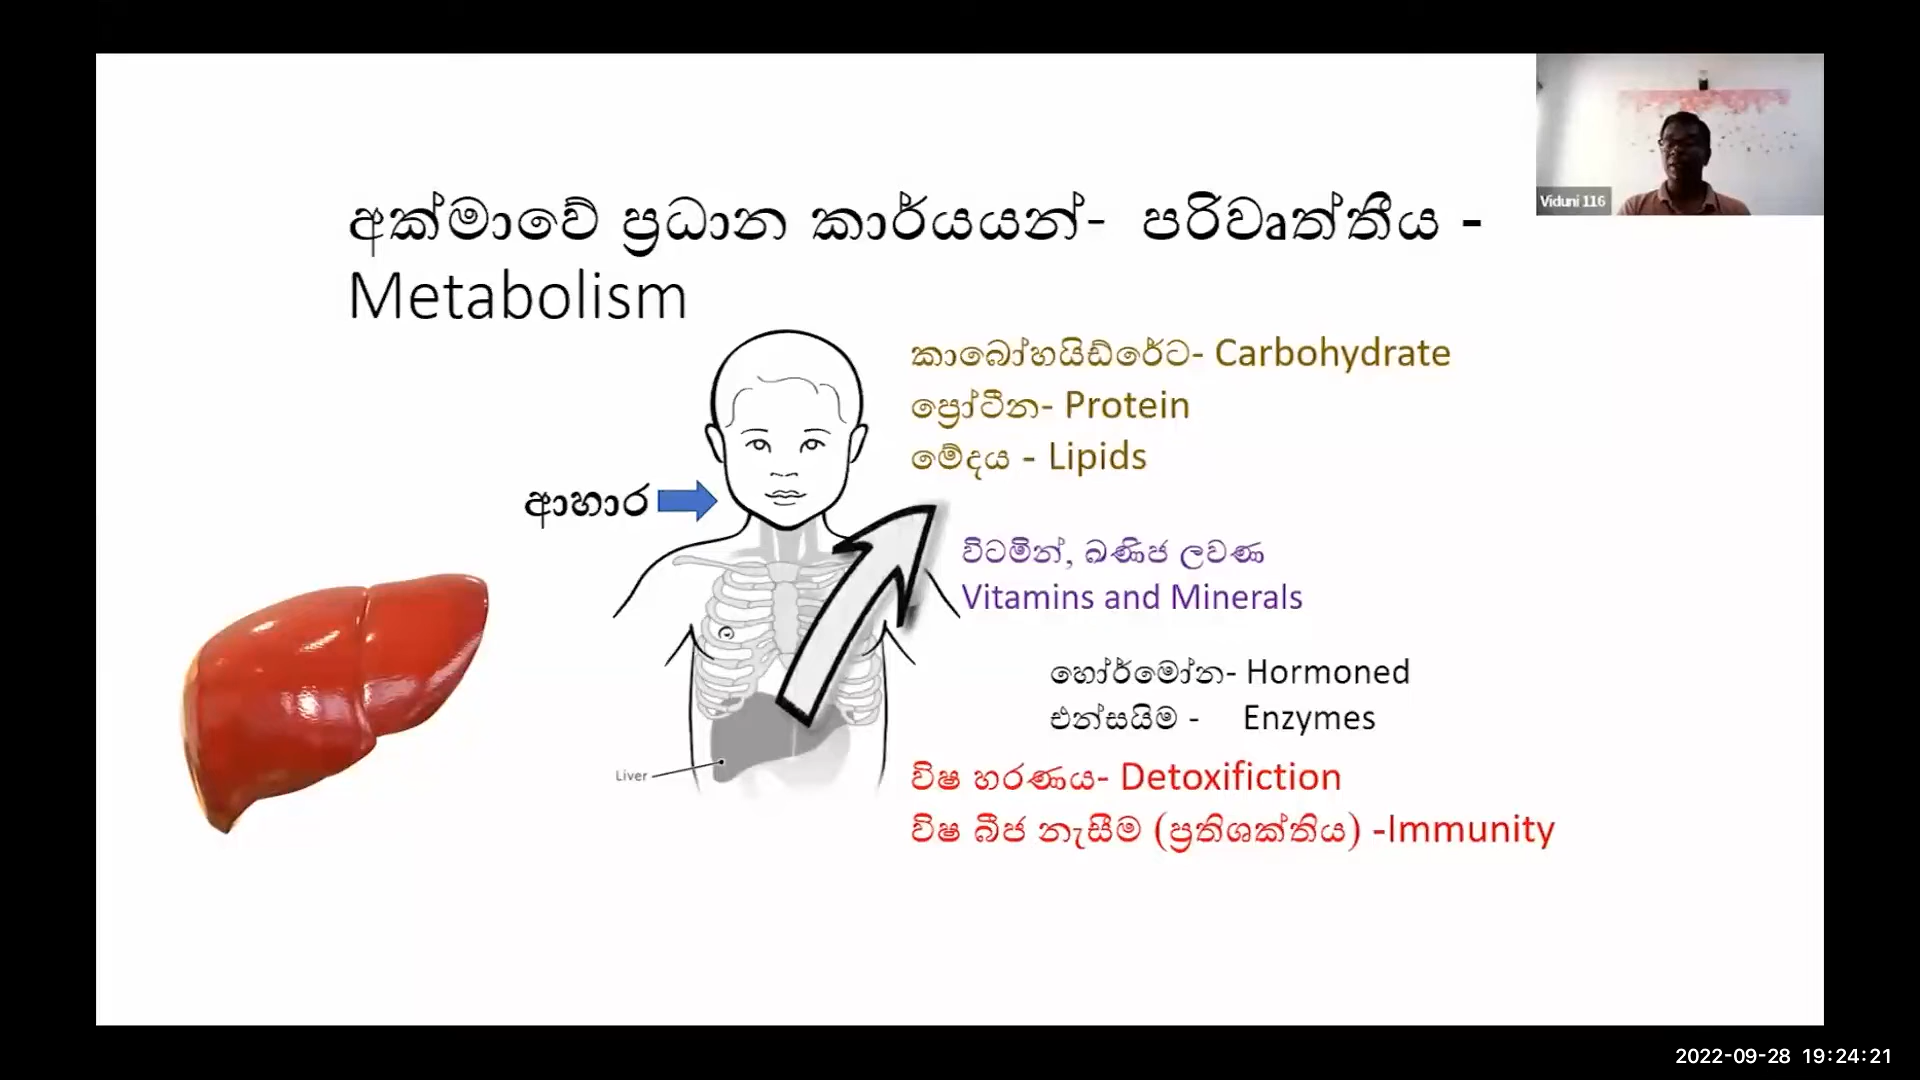 Viduni 116
අක්මාවේ ප්‍රධාන කාර්යයන්- පරිවෘත්තීය -
Metabolism
කාබෝහයිඩ්රේට- Carbohydrate
ප්‍රෝටීන- Protein
මේදය - Lipids
ආහාර
විටමින්, ඛණිජ ලවණ
Vitamins and Minerals
හෝර්මෝන- Hormoned
එන්සයිම - Enzymes
Liver
විෂ හරණය- Detoxifiction
විෂ බීජ නැසීම (ප්‍රතිශක්තිය) -Immunity
2022-09-28 19:24:21